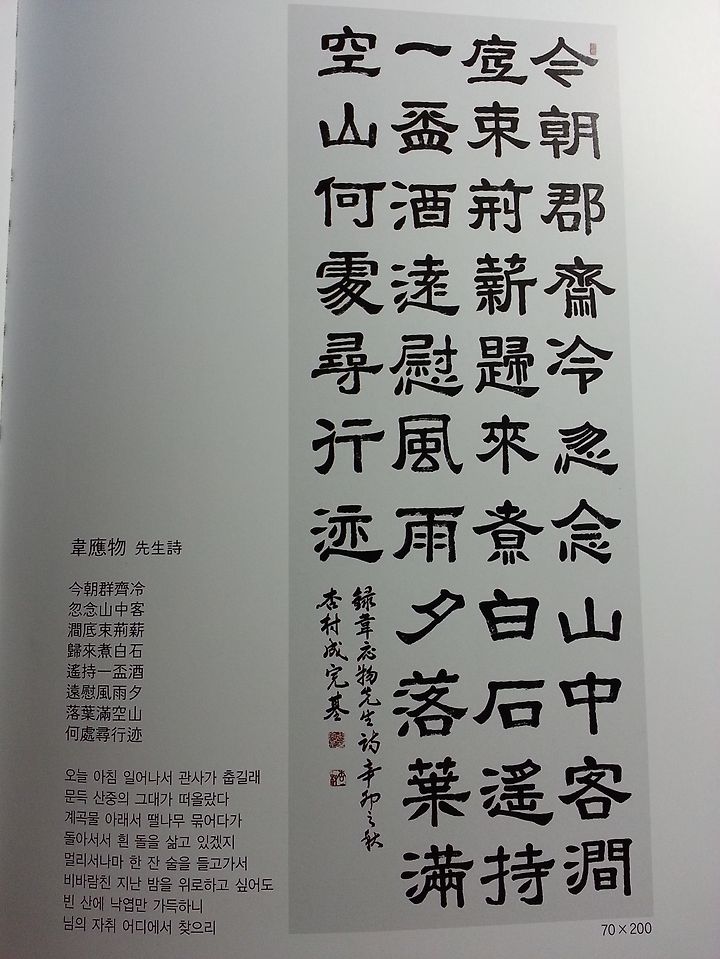 今朝郡齋冷忽念山中客澗
底束荊薪歸來煮白石遙持
一盃酒遠慰風雨夕落葉滿
空山何處尋行迹
錄韋応物先生詩辛卯之秋
杏村成完基
韋應物 先生詩
今朝群齊冷
忽念山中客
澗底束荊薪
歸來煮白石
遙持一盃酒
遠慰風雨夕
落葉滿空山
何處尋行迹
오늘 아침 일어나서 관사가 춥길래
문득 산중의 그대가 떠올랐다
계곡물 아래서 땔나무 묶어다가
돌아서서 흰 돌을 삶고 있겠지
멀리서나마 한 잔 술을 들고가서
비바람친 지난 밤을 위로하고 싶어도
빈 산에 낙엽만 가득하니
님의 자취 어디에서 찾으리
70×200